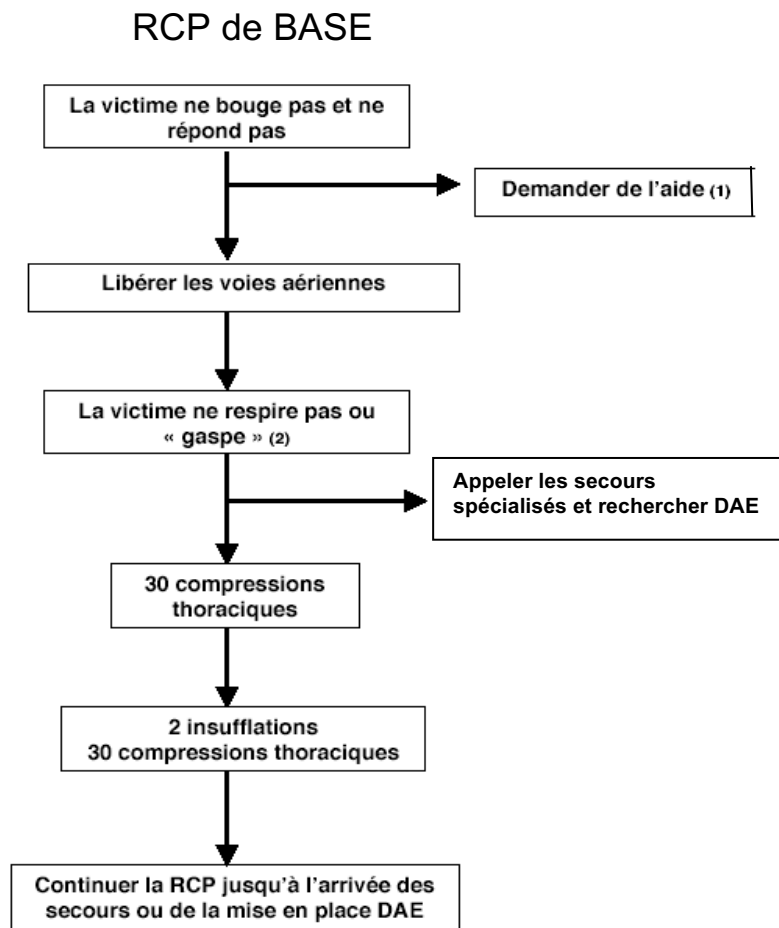 RCP de BASE
La victime ne bouge pas et ne
répond pas
Demander de l'aide (1)
Libérer les voies aériennes
La victime ne respire pas ou
« gaspe » (2)
Appeler les secours
spécialisés et rechercher DAE
30 compressions
thoraciques
2 insufflations
30 compressions thoraciques
Continuer la RCP jusqu'à l'arrivée des
secours ou de la mise en place DAE